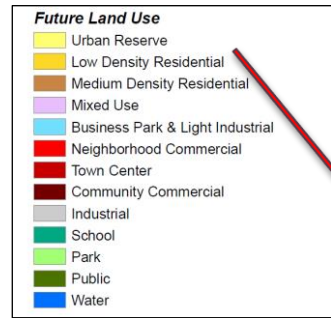 Future Land Use
Urban Reserve
Low Density Residential
Medium Density Residential
Mixed Use
Business Park & Light Industrial
Neighborhood Commercial
Town Center
Community Commercial
Industrial
School
Park
Public
Water